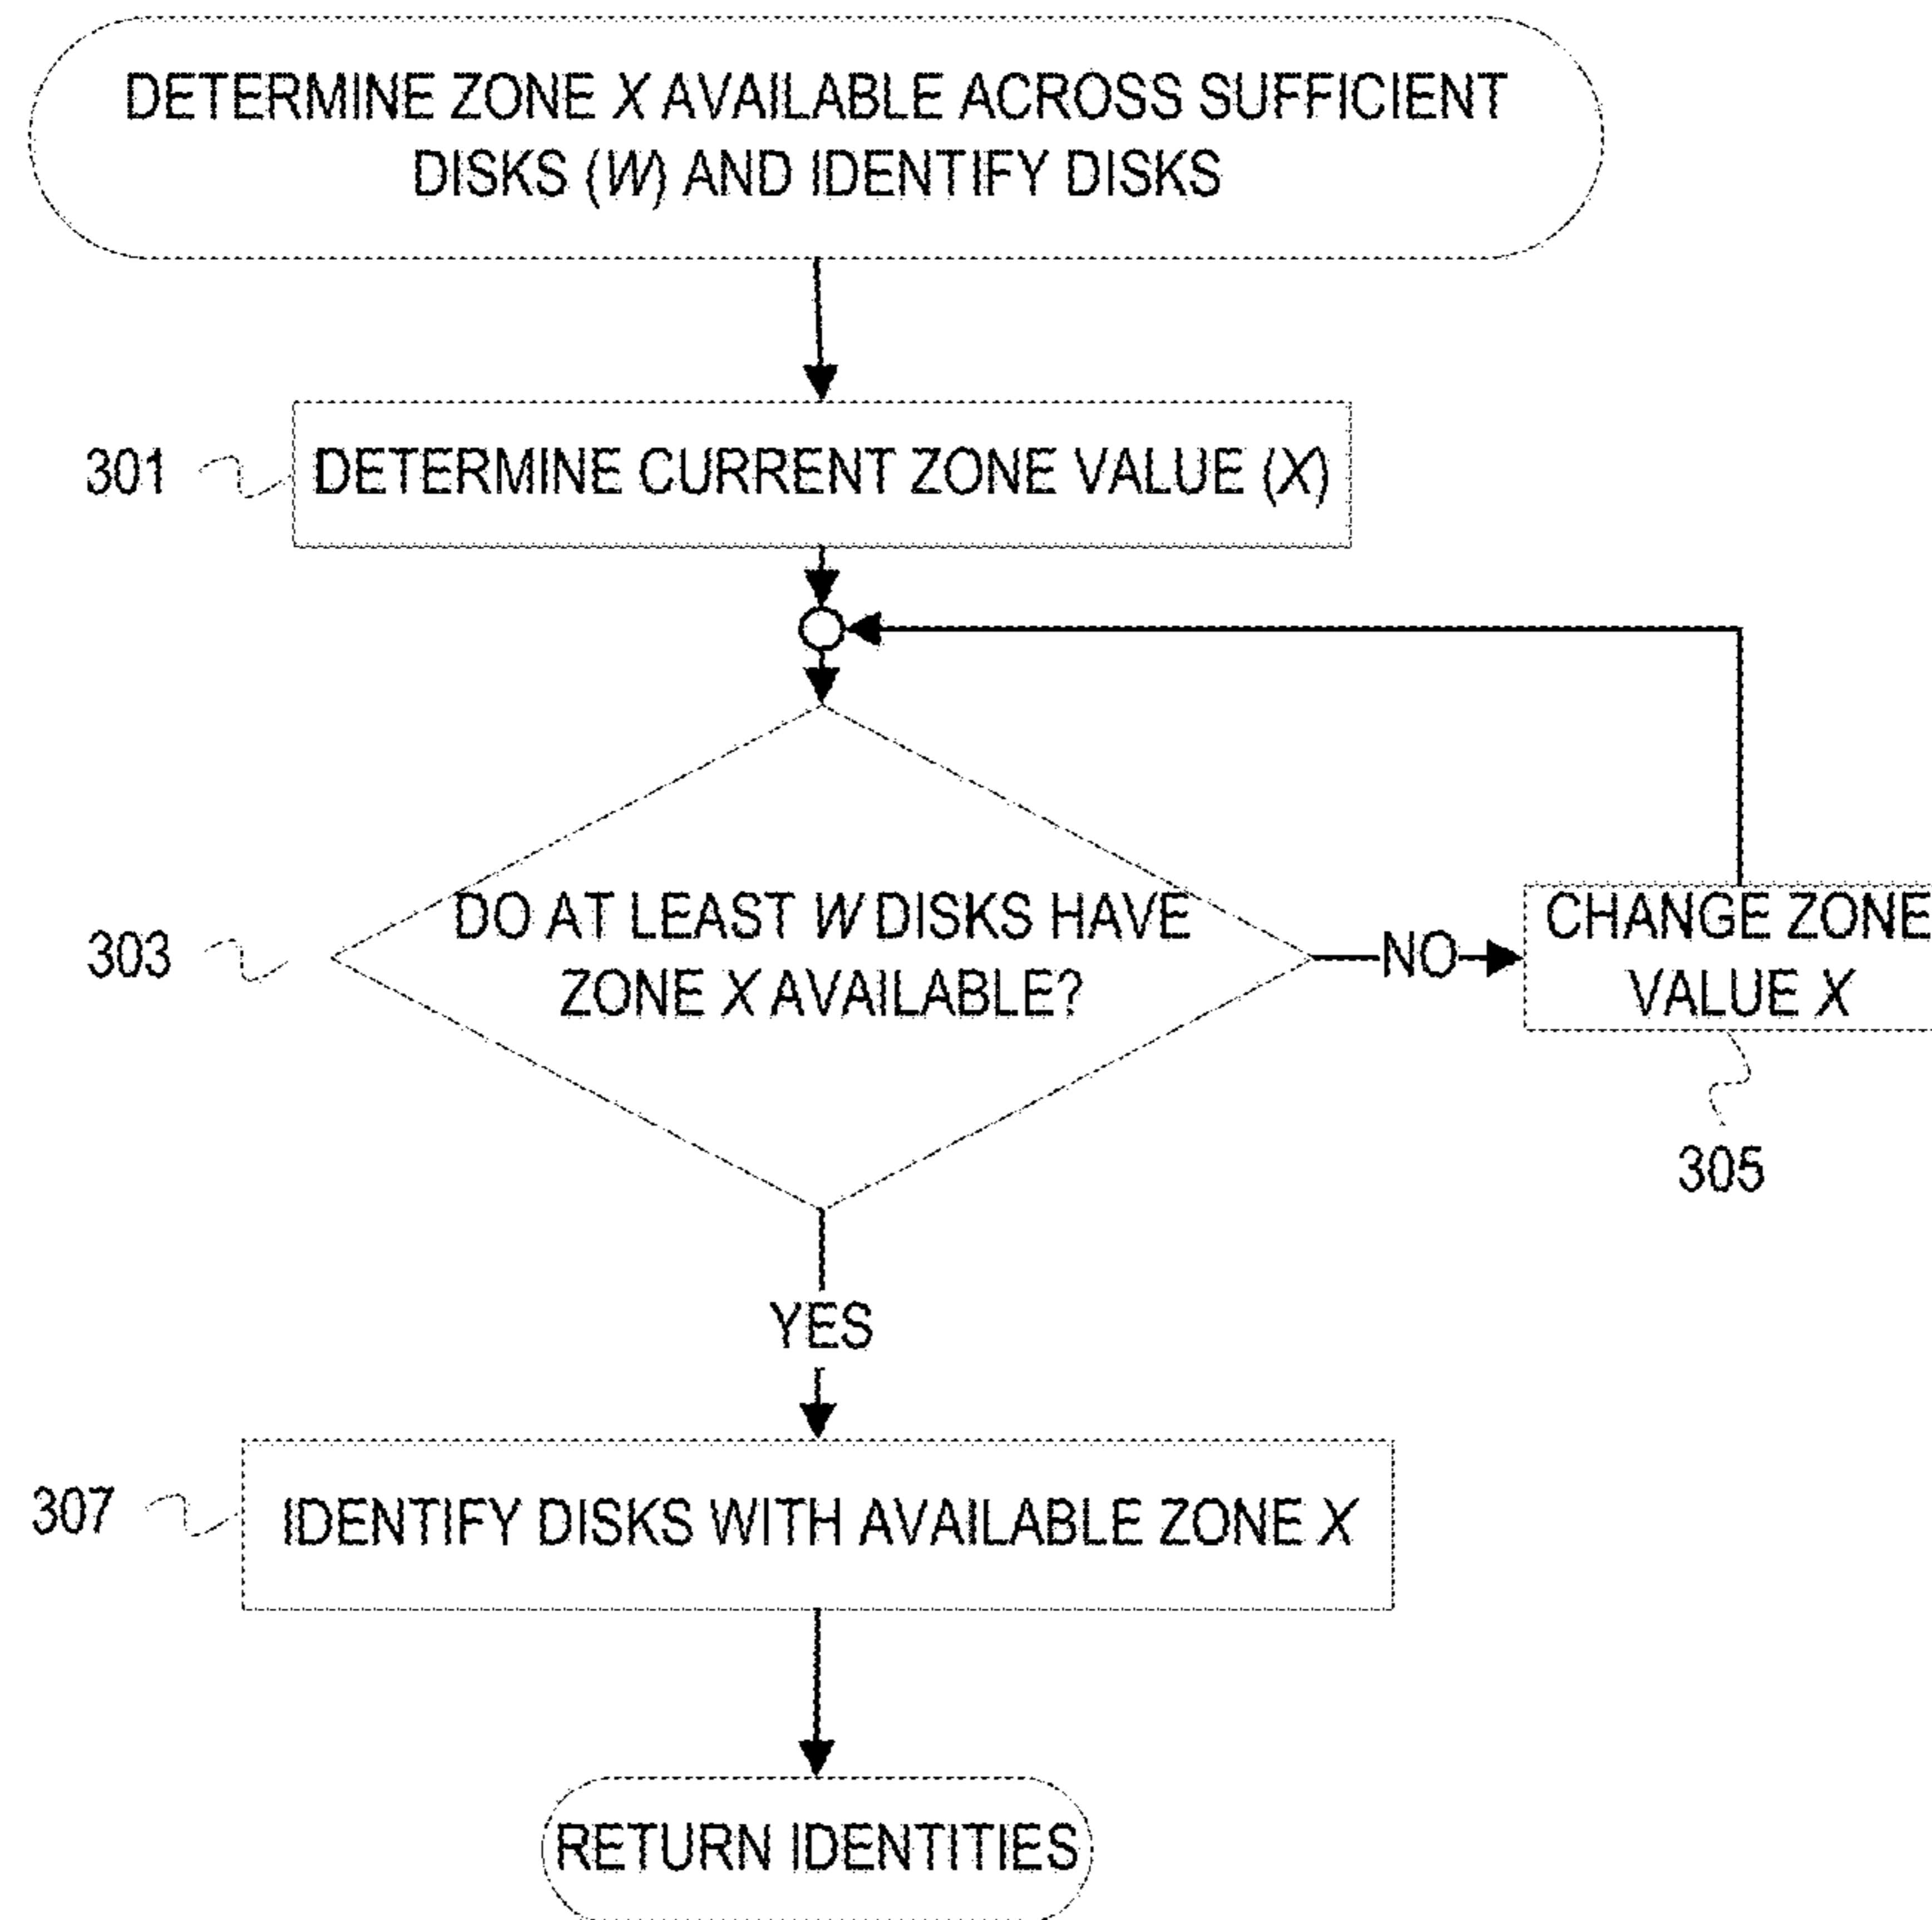 DETERMINE ZONE X AVAILABLE ACROSS SUFFICIENT
DISKS (W) AND IDENTIFY DISKS
301
DETERMINE CURRENT ZONE VALUE (X)
303
DO AT LEAST W DISKS HAVE
ZONE X AVAILABLE?
NO
CHANGE ZONE
VALUE X
305
YES
307
IDENTIFY DISKS WITH AVAILABLE ZONE X
RETURN IDENTITIES